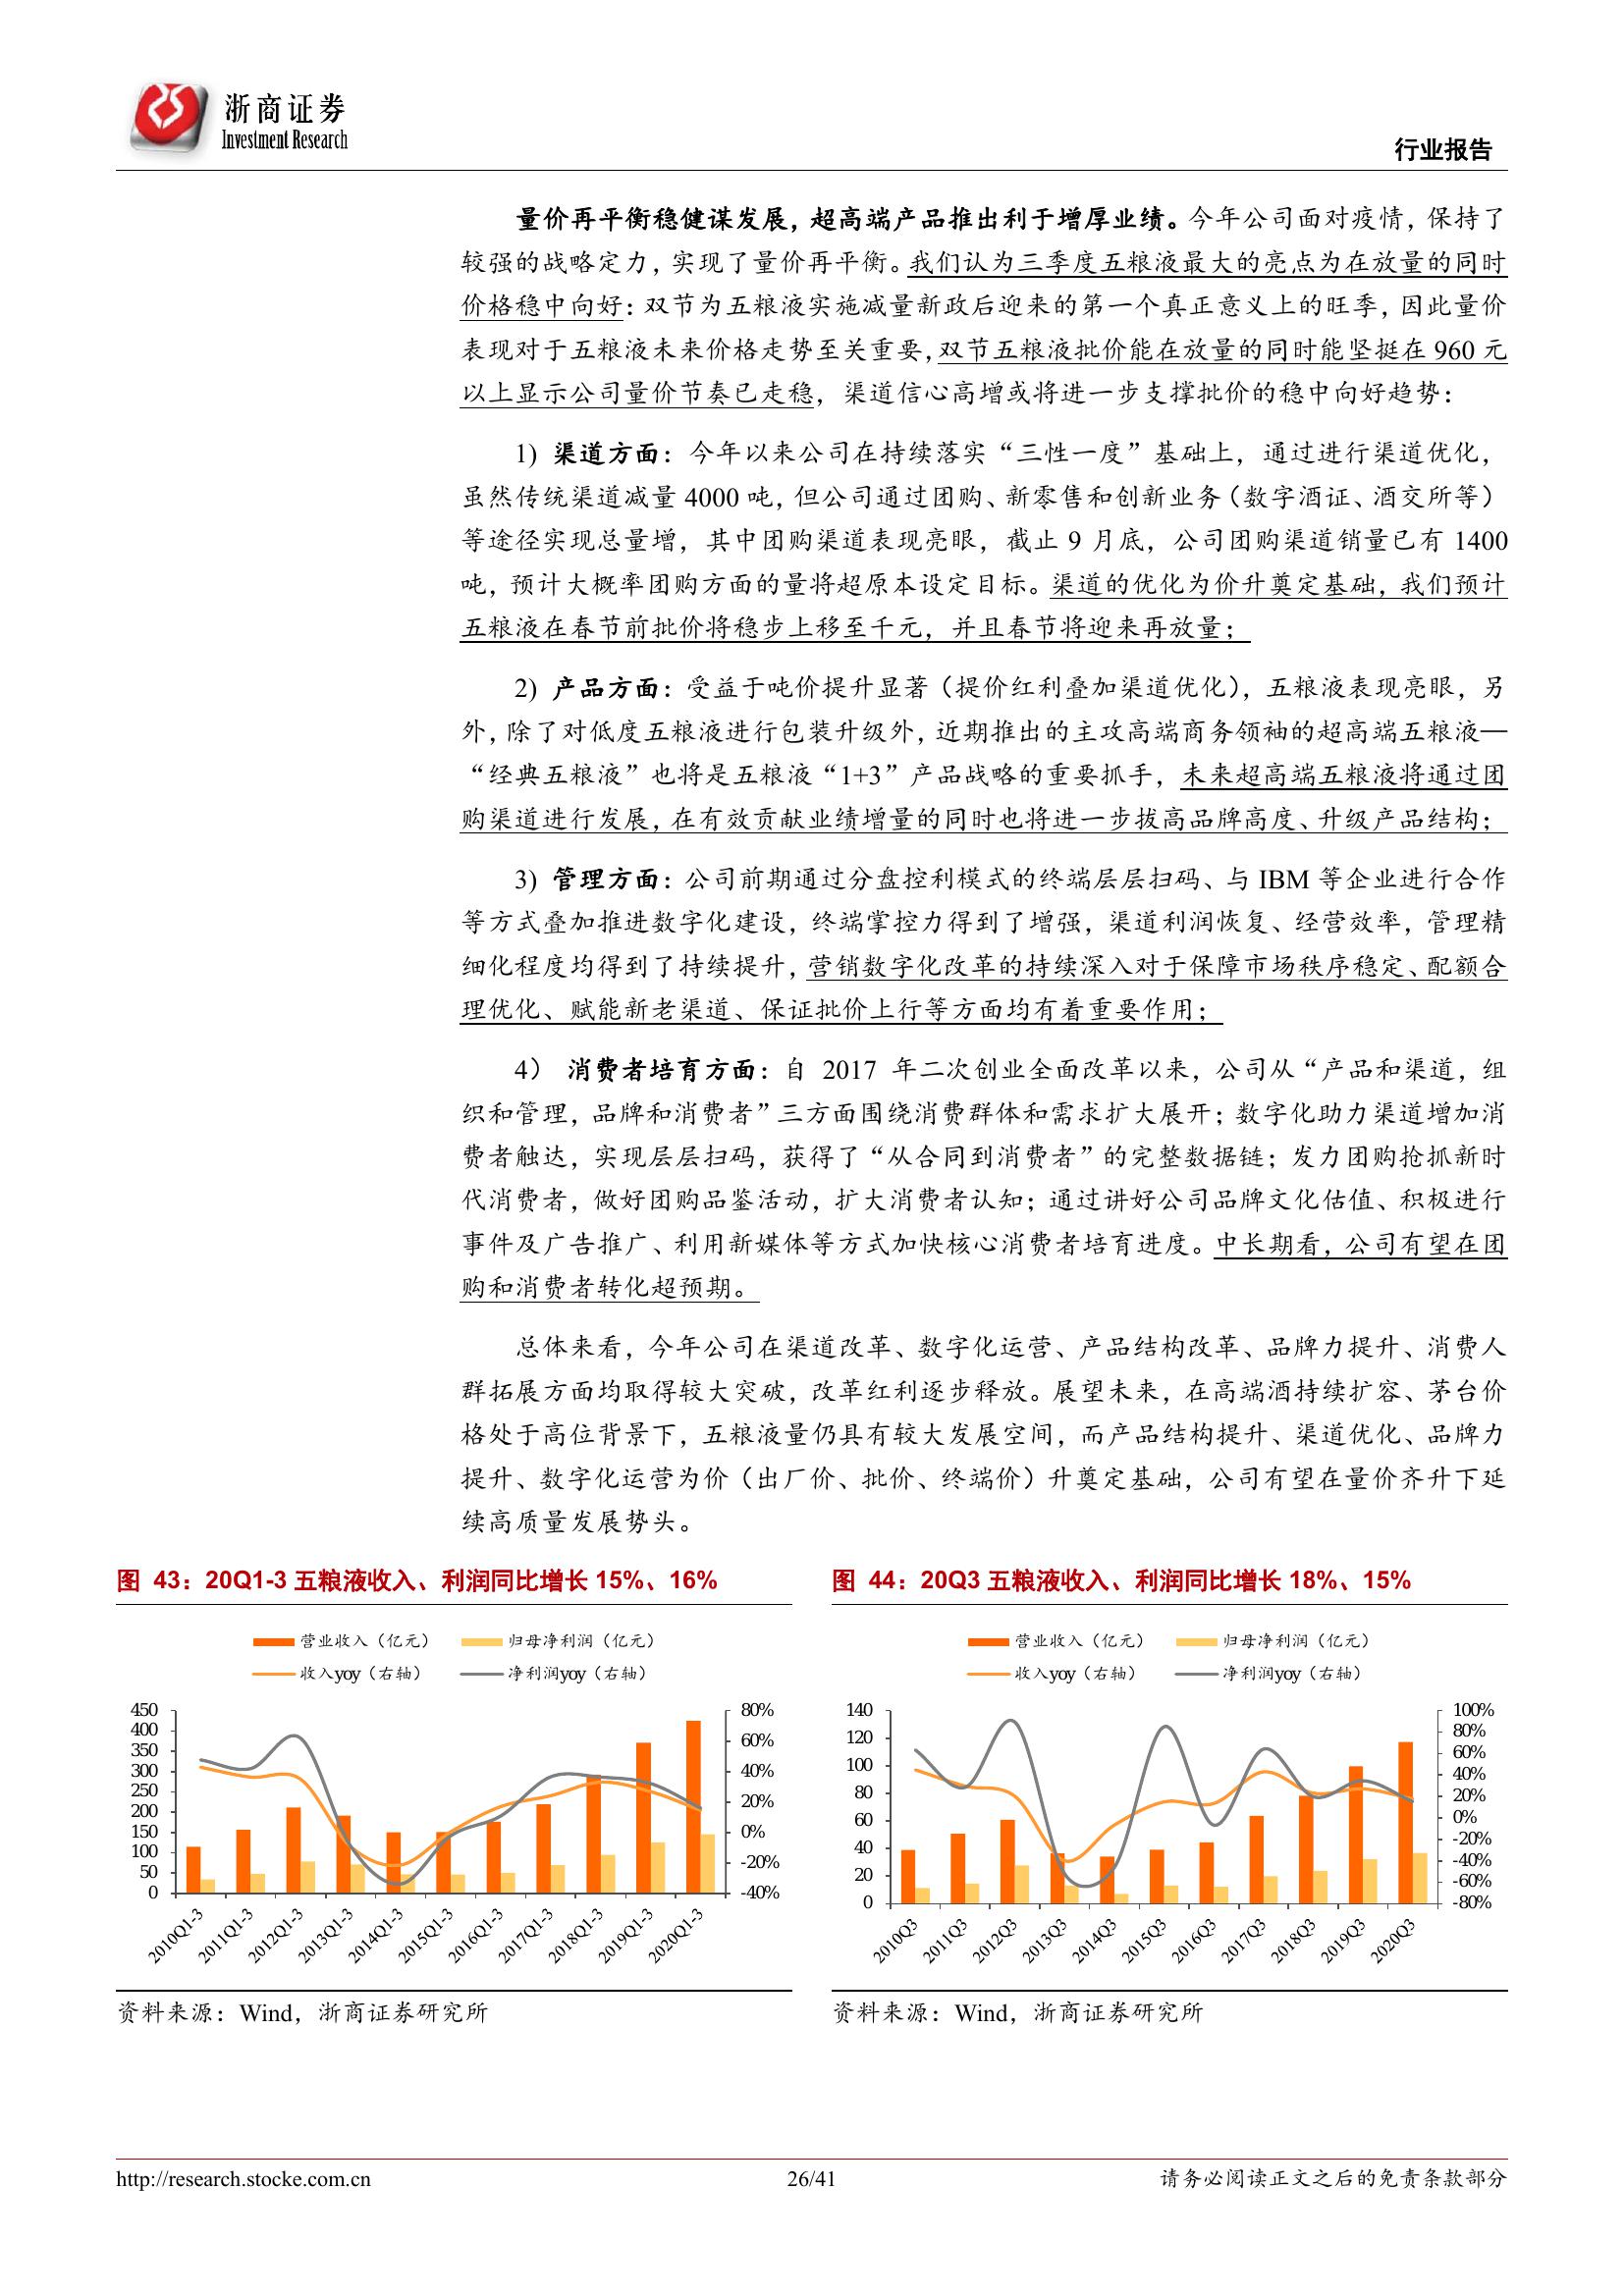 浙商证券
Investment Research
行业报告
量价再平衡稳健谋发展，超高端产品推出利于增厚业绩。今年公司面对疫情，保持了
较强的战略定力，实现了量价再平衡。我们认为三季度五粮液最大的亮点为在放量的同时
价格稳中向好：双节为五粮液实施减量新政后迎来的第一个真正意义上的旺季，因此量价
表现对于五粮液未来价格走势至关重要，双节五粮液批价能在放量的同时能坚挺在 960 元
以上显示公司量价节奏已走稳，渠道信心高增或将进一步支撑批价的稳中向好趋势：
1) 渠道方面：今年以来公司在持续落实“三性一度”基础上，通过进行渠道优化，
虽然传统渠道减量 4000 吨，但公司通过团购、新零售和创新业务（数字酒证、酒交所等）
等途径实现总量增，其中团购渠道表现亮眼，截止 9 月底，公司团购渠道销量已有 1400
吨，预计大概率团购方面的量将超原本设定目标。渠道的优化为价升奠定基础，我们预计
五粮液在春节前批价将稳步上移至千元，并且春节将迎来再放量；
2) 产品方面：受益于吨价提升显著（提价红利叠加渠道优化），五粮液表现亮眼，另
外，除了对低度五粮液进行包装升级外，近期推出的主攻高端商务领袖的超高端五粮液—
“经典五粮液”也将是五粮液“1+3”产品战略的重要抓手，未来超高端五粮液将通过团
购渠道进行发展，在有效贡献业绩增量的同时也将进一步拔高品牌高度、升级产品结构；
3) 管理方面：公司前期通过分盘控利模式的终端层层扫码、与 IBM 等企业进行合作
等方式叠加推进数字化建设，终端掌控力得到了增强，渠道利润恢复、经营效率，管理精
细化程度均得到了持续提升，营销数字化改革的持续深入对于保障市场秩序稳定、配额合
理优化、赋能新老渠道、保证批价上行等方面均有着重要作用；
4） 消费者培育方面：自 2017 年二次创业全面改革以来，公司从“产品和渠道，组
织和管理，品牌和消费者”三方面围绕消费群体和需求扩大展开；数字化助力渠道增加消
费者触达，实现层层扫码，获得了“从合同到消费者”的完整数据链；发力团购抢抓新时
代消费者，做好团购品鉴活动，扩大消费者认知；通过讲好公司品牌文化估值、积极进行
事件及广告推广、利用新媒体等方式加快核心消费者培育进度。中长期看，公司有望在团
购和消费者转化超预期。
总体来看，今年公司在渠道改革、数字化运营、产品结构改革、品牌力提升、消费人
群拓展方面均取得较大突破，改革红利逐步释放。展望未来，在高端酒持续扩容、茅台价
格处于高位背景下，五粮液量仍具有较大发展空间，而产品结构提升、渠道优化、品牌力
提升、数字化运营为价（出厂价、批价、终端价）升奠定基础，公司有望在量价齐升下延
续高质量发展势头。
图 43：20Q1-3 五粮液收入、利润同比增长 15%、16%
营业收入（亿元） 归母净利润（亿元）
收入yoy（右轴） 净利润yoy（右轴）
450
400
350
300
250
200
150
100
50
0
80%
60%
40%
20%
0%
-20%
-40%
2010Q1-3 2011Q1-3 2012Q1-3 2013Q1-3 2014Q1-3 2015Q1-3 2016Q1-3 2017Q1-3 2018Q1-3 2019Q1-3 2020Q1-3
资料来源：Wind，浙商证券研究所
图 44：20Q3 五粮液收入、利润同比增长 18%、15%
营业收入（亿元） 归母净利润（亿元）
收入yoy（右轴） 净利润yoy（右轴）
140
120
100
80
60
40
20
0
100%
80%
60%
40%
20%
0%
-20%
-40%
-60%
-80%
2010Q3 2011Q3 2012Q3 2013Q3 2014Q3 2015Q3 2016Q3 2017Q3 2018Q3 2019Q3 2020Q3
资料来源：Wind，浙商证券研究所
http://research.stocke.com.cn
26/41
请务必阅读正文之后的免责条款部分